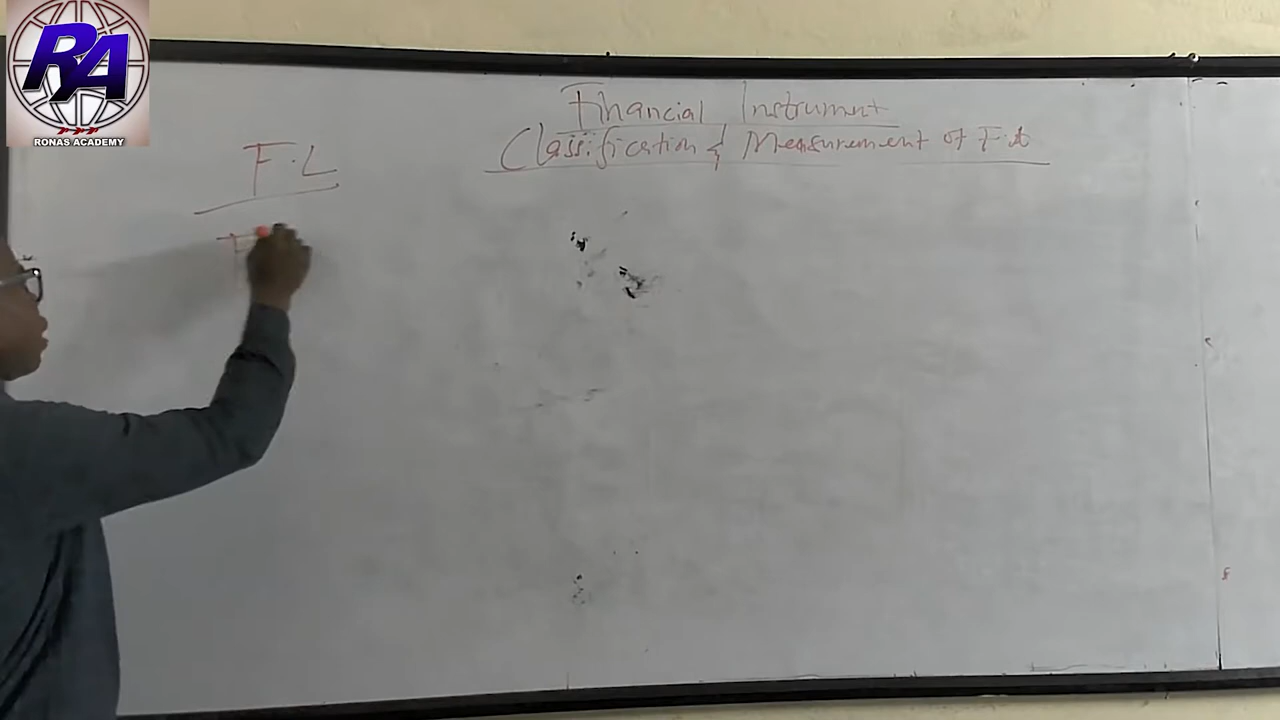 RA
RONAS ACADEMY
Financial Instrument
Classification & Measurement of F.A
F.L
F